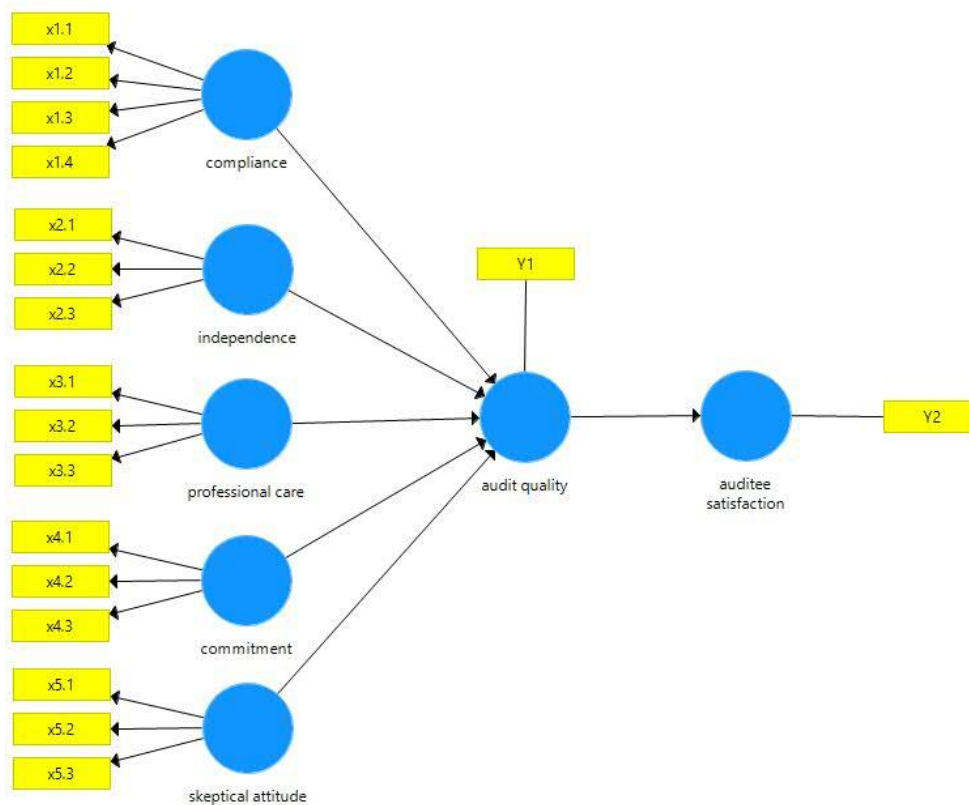 x1.1
x1.2
x1.3
x1.4
compliance
x2.1
x2.2
x2.3
independence
Y1
x3.1
x3.2
x3.3
professional care
audit quality
auditee
satisfaction
Y2
x4.1
x4.2
x4.3
commitment
x5.1
x5.2
x5.3
skeptical attitude